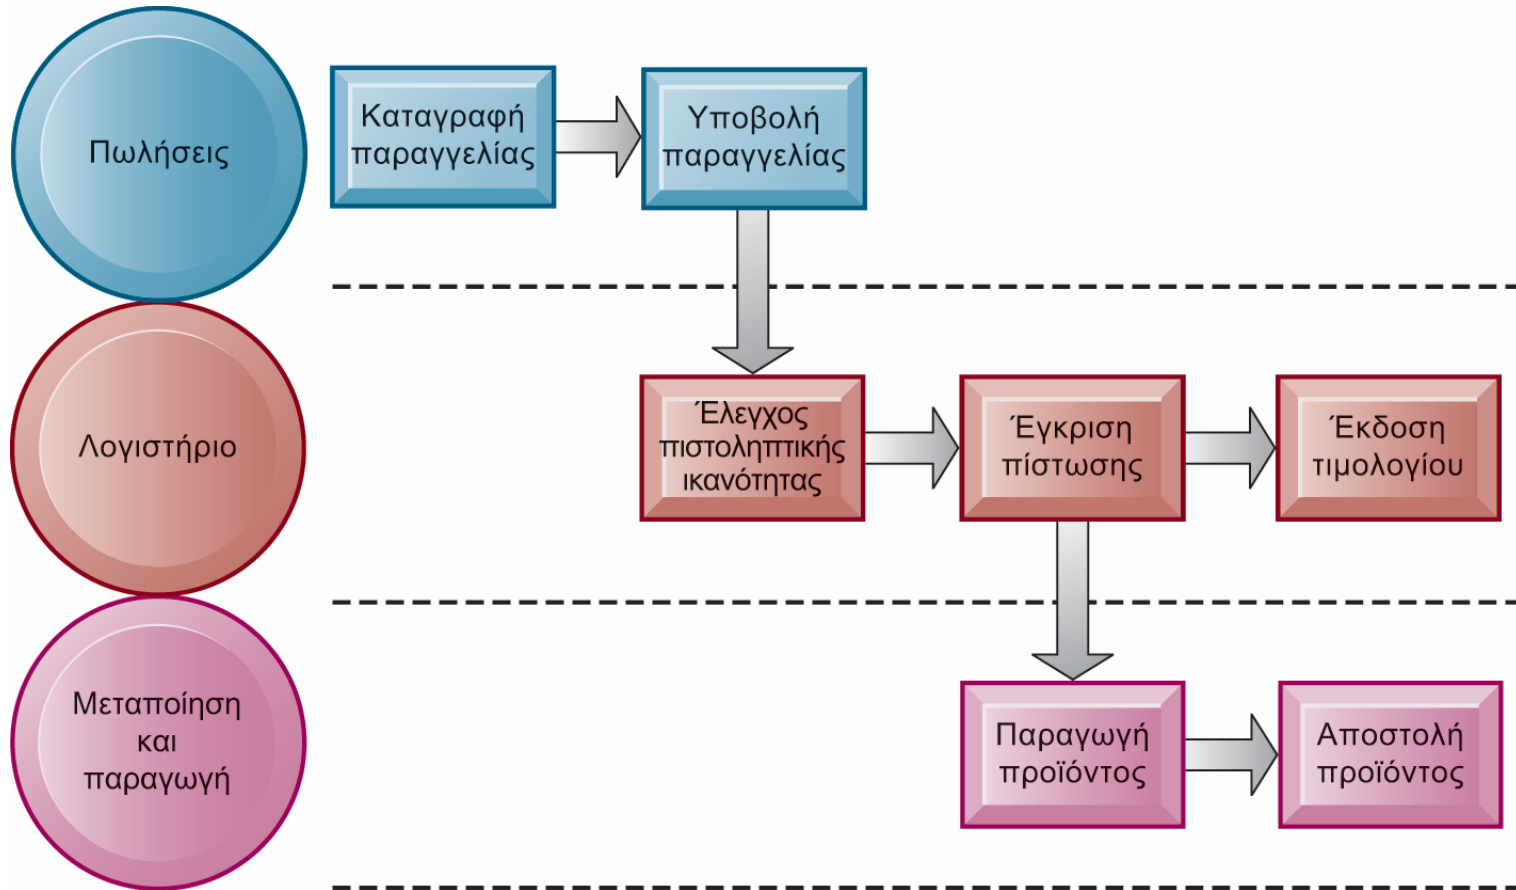 Πωλήσεις
Καταγραφή
παραγγελίας
Υποβολή
παραγγελίας
Λογιστήριο
Έλεγχος
πιστοληπτικής
ικανότητας
Έγκριση
πίστωσης
Έκδοση
τιμολογίου
Μεταποίηση
και
παραγωγή
Παραγωγή
προϊόντος
Αποστολή
προϊόντος